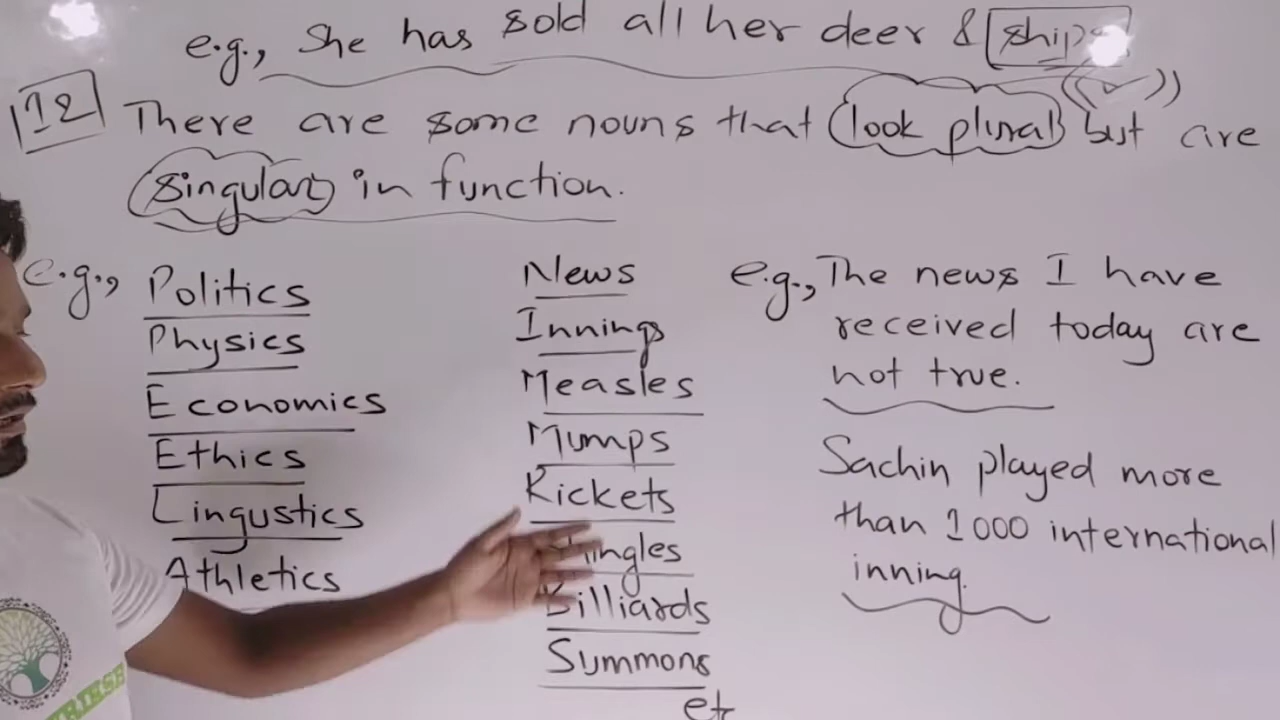 e.g., She has sold all her deer & ships
12 There are some nouns that look plural but are
singular in function.
e.g.,
Politics
Physics
Economics
Ethics
Lingustics
Athletics
News
Innings
Measles
Mumps
Rickets
Shingles
Billiards
Summons
etc
e.g., The news I have
received today are
not true.
Sachin played more
than 1000 international
inning.